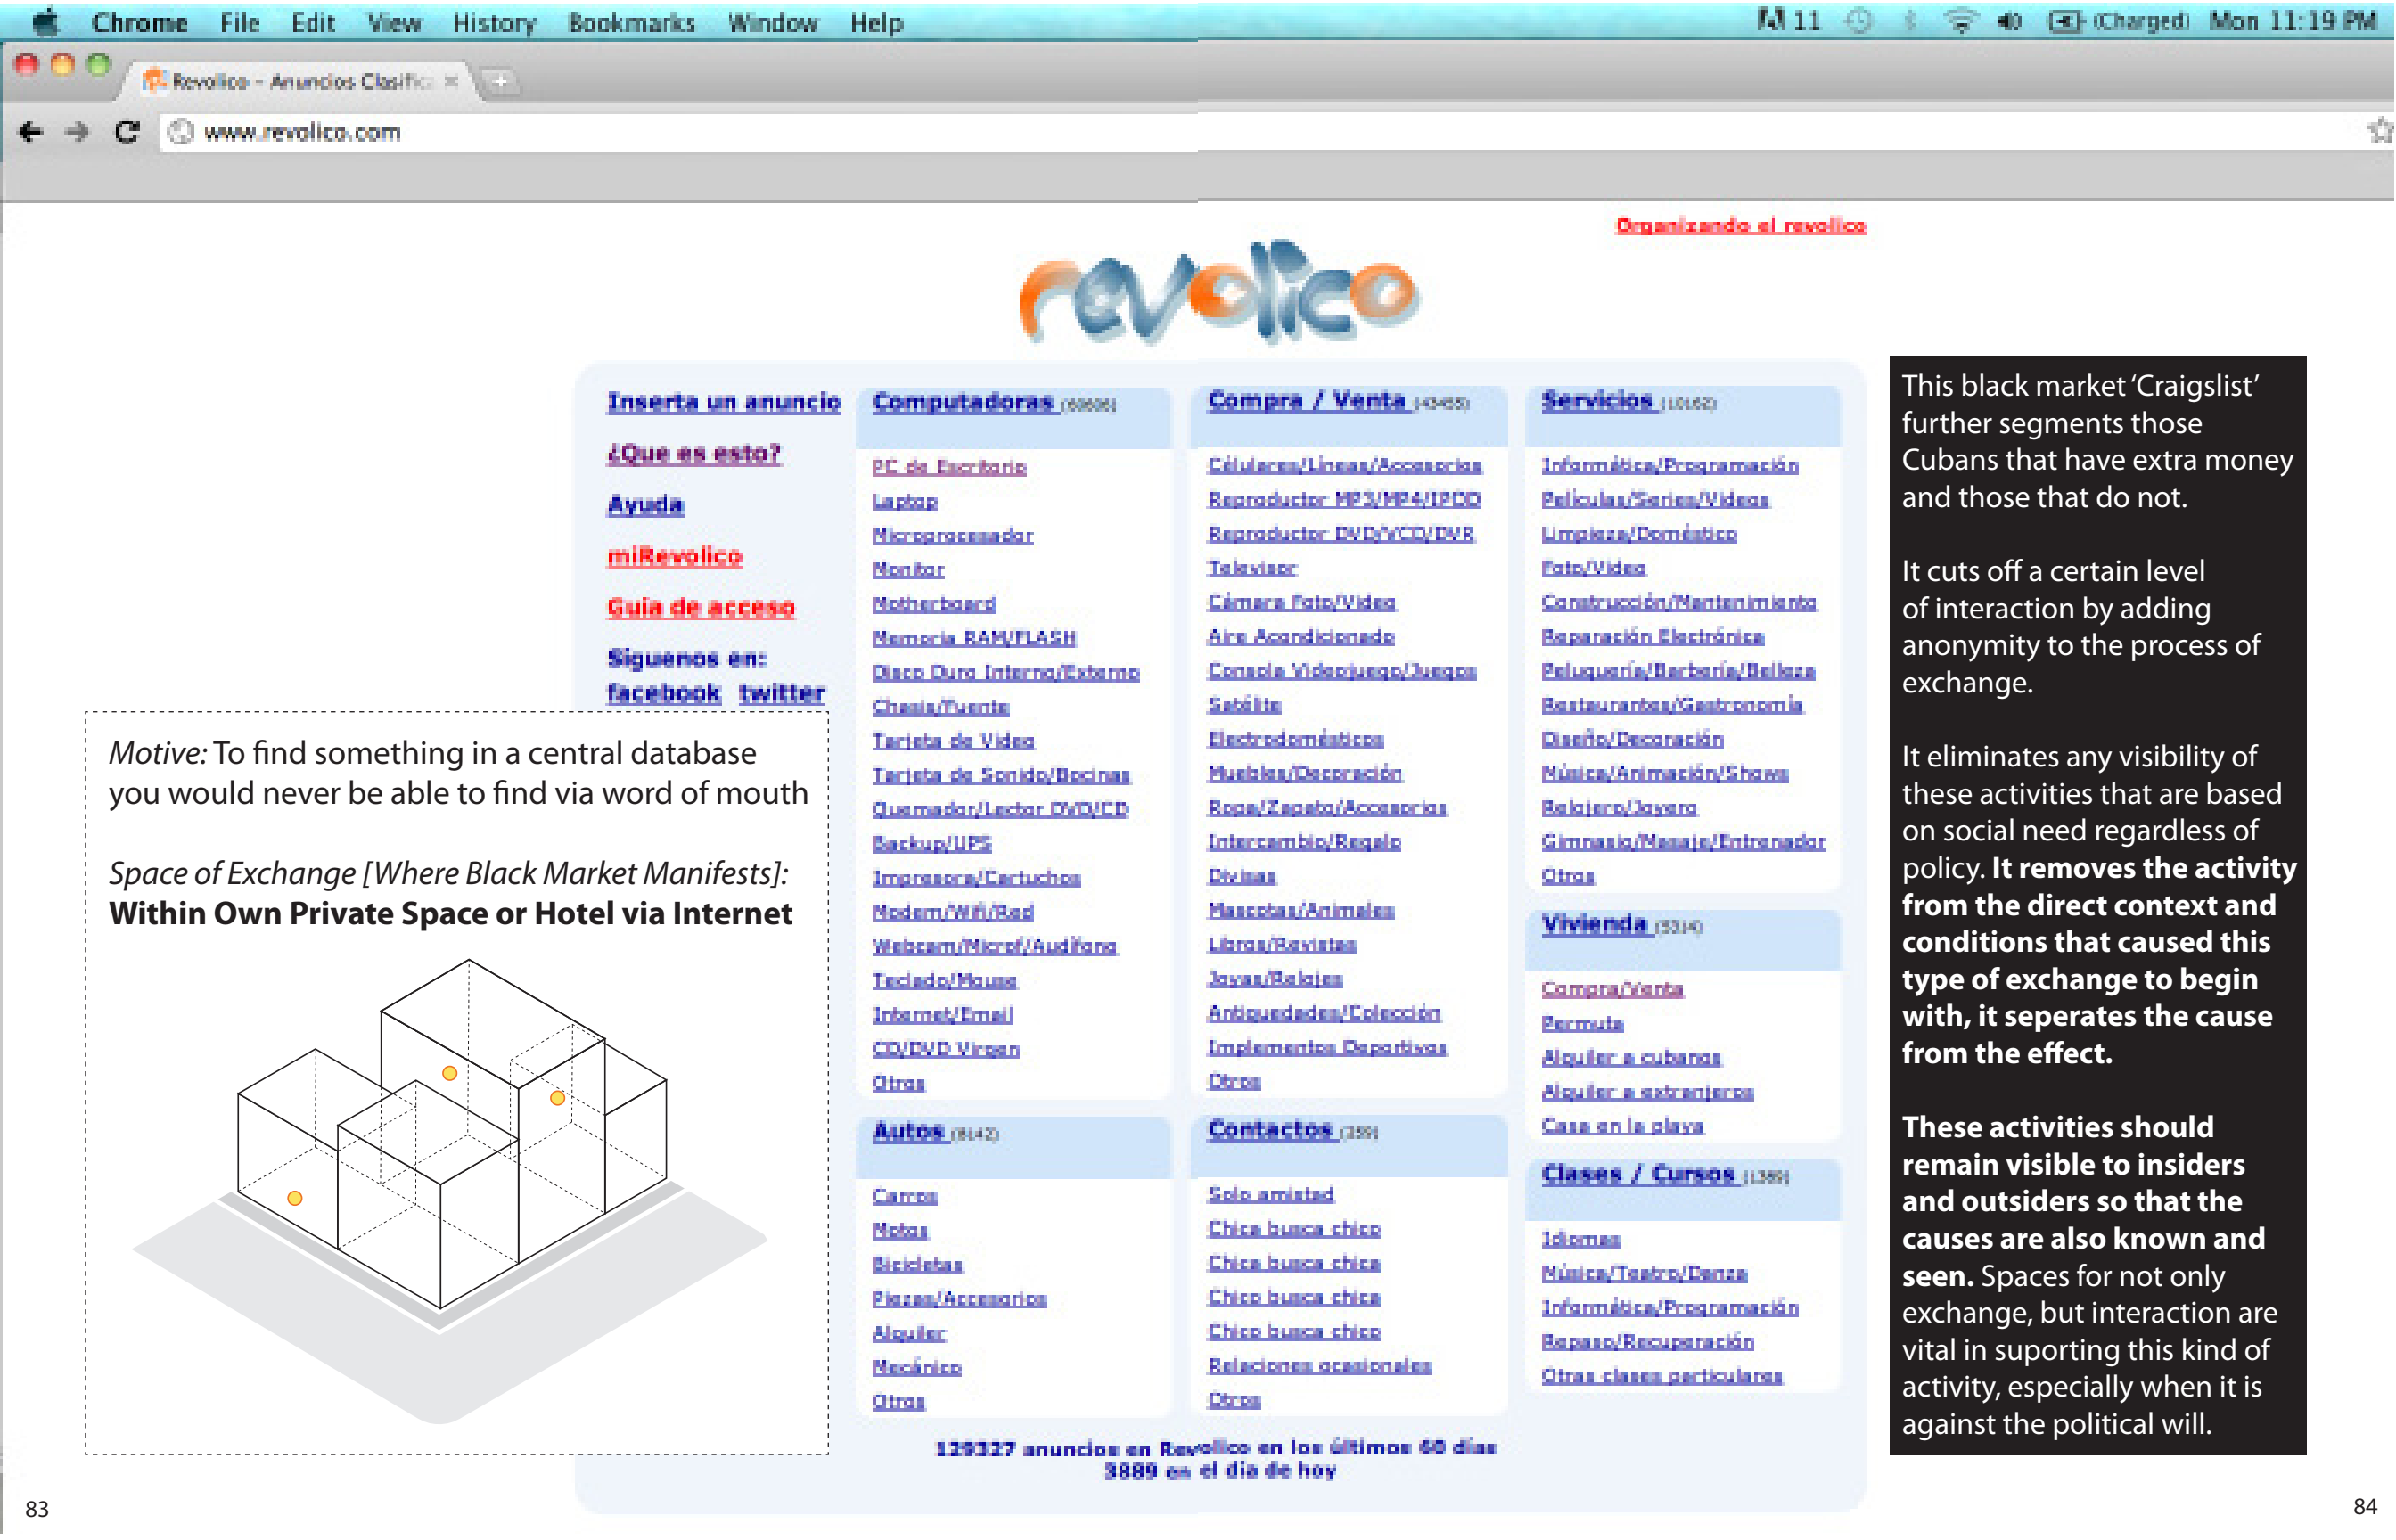 Chrome File Edit View History Bookmarks Window Help
11 (Charged) Mon 11:19 PM
Revolico - Anuncios Clasific
www.revolico.com
Organizando el revolico
revolico
Inserta un anuncio
¿Que es esto?
Ayuda
miRevolico
Guia de acceso
Siguenos en:
facebook twitter
Computadoras
PC de Escritorio
Laptop
Microprocesador
Monitor
Motherboard
Memoria RAM/FLASH
Disco Duro Interno/Externo
Chasis/Fuente
Tarjeta de Video
Tarjeta de Sonido/Bocinas
Quemador/Lector DVD/CD
Backup/UPS
Impresora/Cartuchos
Modem/Wifi/Red
Webcam/Microf/Audífono
Teclado/Mouse
Internet/Email
CD/DVD Virgen
Otros
Autos (8142)
Carros
Motos
Bicicletas
Piezas/Accesorios
Alquiler
Mecánico
Otros
Compra / Venta
Célulares/Líneas/Accesorios
Reproductor MP3/MP4/IPOD
Reproductor DVD/VCD/DVR
Televisor
Cámara Foto/Video
Aire Acondicionado
Consola Videojuego/Juegos
Satélite
Electrodomésticos
Muebles/Decoración
Ropa/Zapato/Accesorios
Intercambio/Regalo
Divisas
Mascotas/Animales
Libros/Revistas
Joyas/Relojes
Antiquedades/Colección
Implementos Deportivos
Otros
Contactos
Solo amistad
Chica busca chico
Chica busca chica
Chico busca chica
Chico busca chico
Relaciones ocasionales
Otros
Servicios (10162)
Informática/Programación
Películas/Series/Videos
Limpieza/Doméstico
Foto/Video
Construcción/Mantenimiento
Reparación Electrónica
Peluquería/Barbería/Belleza
Restaurantes/Gastronomía
Diseño/Decoración
Música/Animación/Shows
Relojero/Joyero
Gimnasio/Masaje/Entrenador
Otros
Vivienda
Compra/Venta
Permuta
Alquiler a cubanos
Alquiler a extranjeros
Casa en la playa
Clases / Cursos
Idiomas
Música/Teatro/Danza
Informática/Programación
Repaso/Recuperación
Otras clases particulares
129327 anuncios en Revolico en los últimos 60 dias
3889 en el dia de hoy
Motive: To find something in a central database
you would never be able to find via word of mouth
Space of Exchange [Where Black Market Manifests]:
Within Own Private Space or Hotel via Internet
This black market ‘Craigslist’
further segments those
Cubans that have extra money
and those that do not.
It cuts off a certain level
of interaction by adding
anonymity to the process of
exchange.
It eliminates any visibility of
these activities that are based
on social need regardless of
policy. It removes the activity
from the direct context and
conditions that caused this
type of exchange to begin
with, it seperates the cause
from the effect.
These activities should
remain visible to insiders
and outsiders so that the
causes are also known and
seen. Spaces for not only
exchange, but interaction are
vital in suporting this kind of
activity, especially when it is
against the political will.
83
84